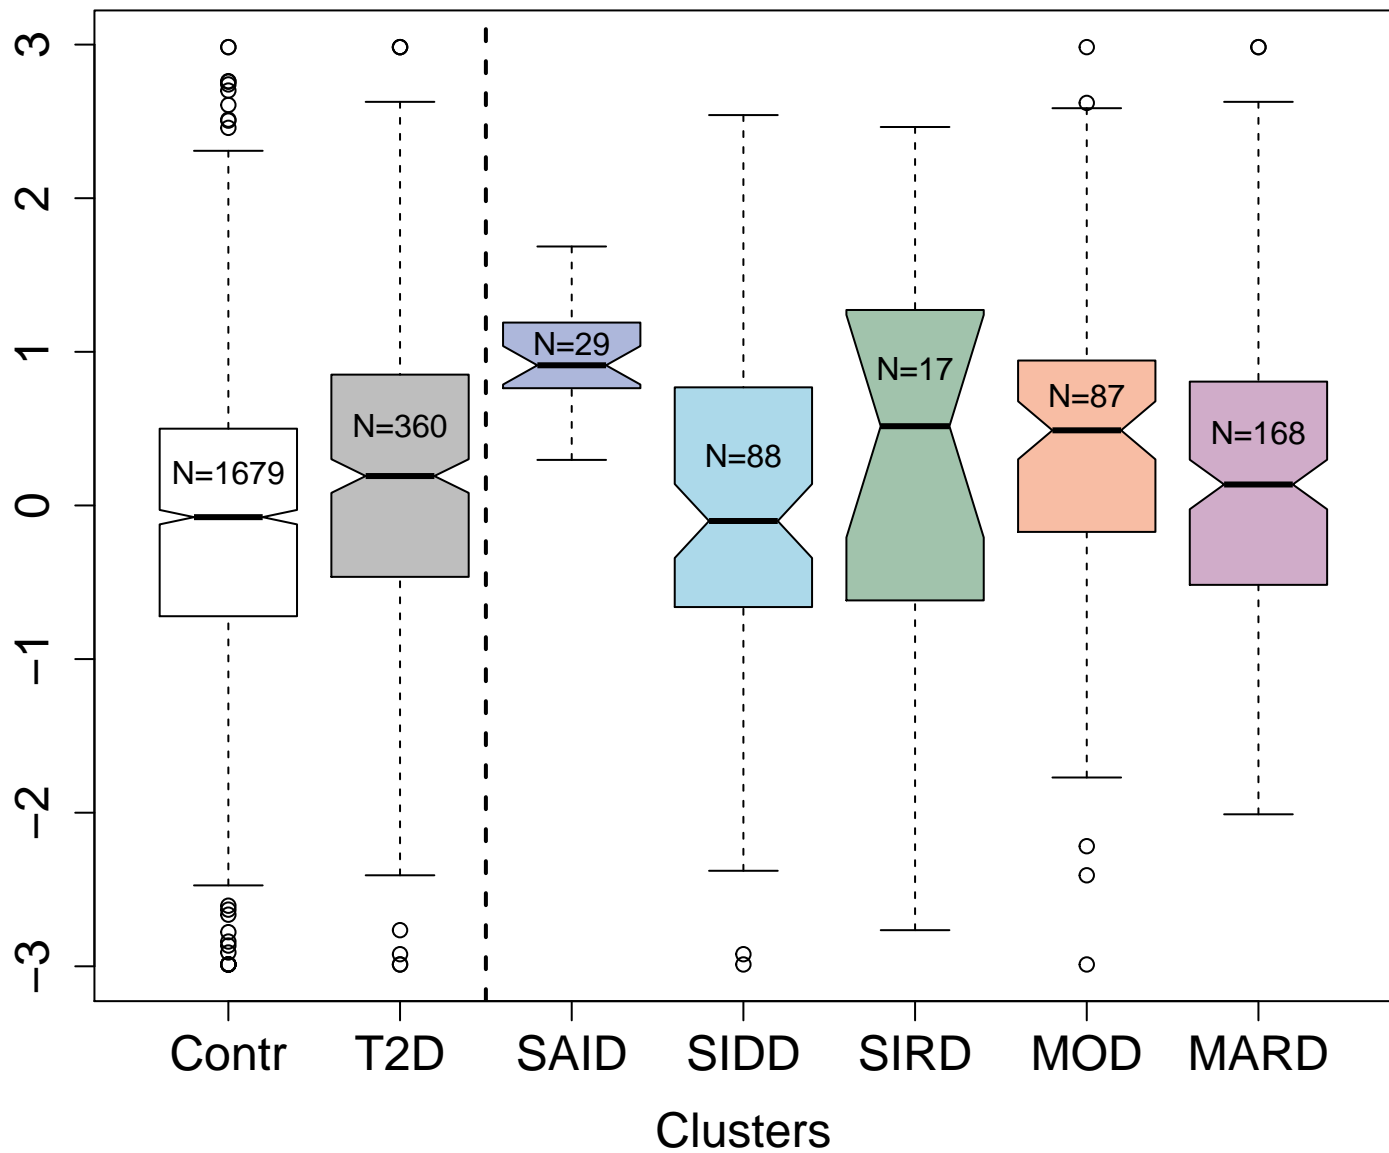 3
2
1
0
−1
−2
−3
N=1679
N=360
N=29
N=88
N=17
N=87
N=168
Contr T2D SAID SIDD SIRD MOD MARD
Clusters